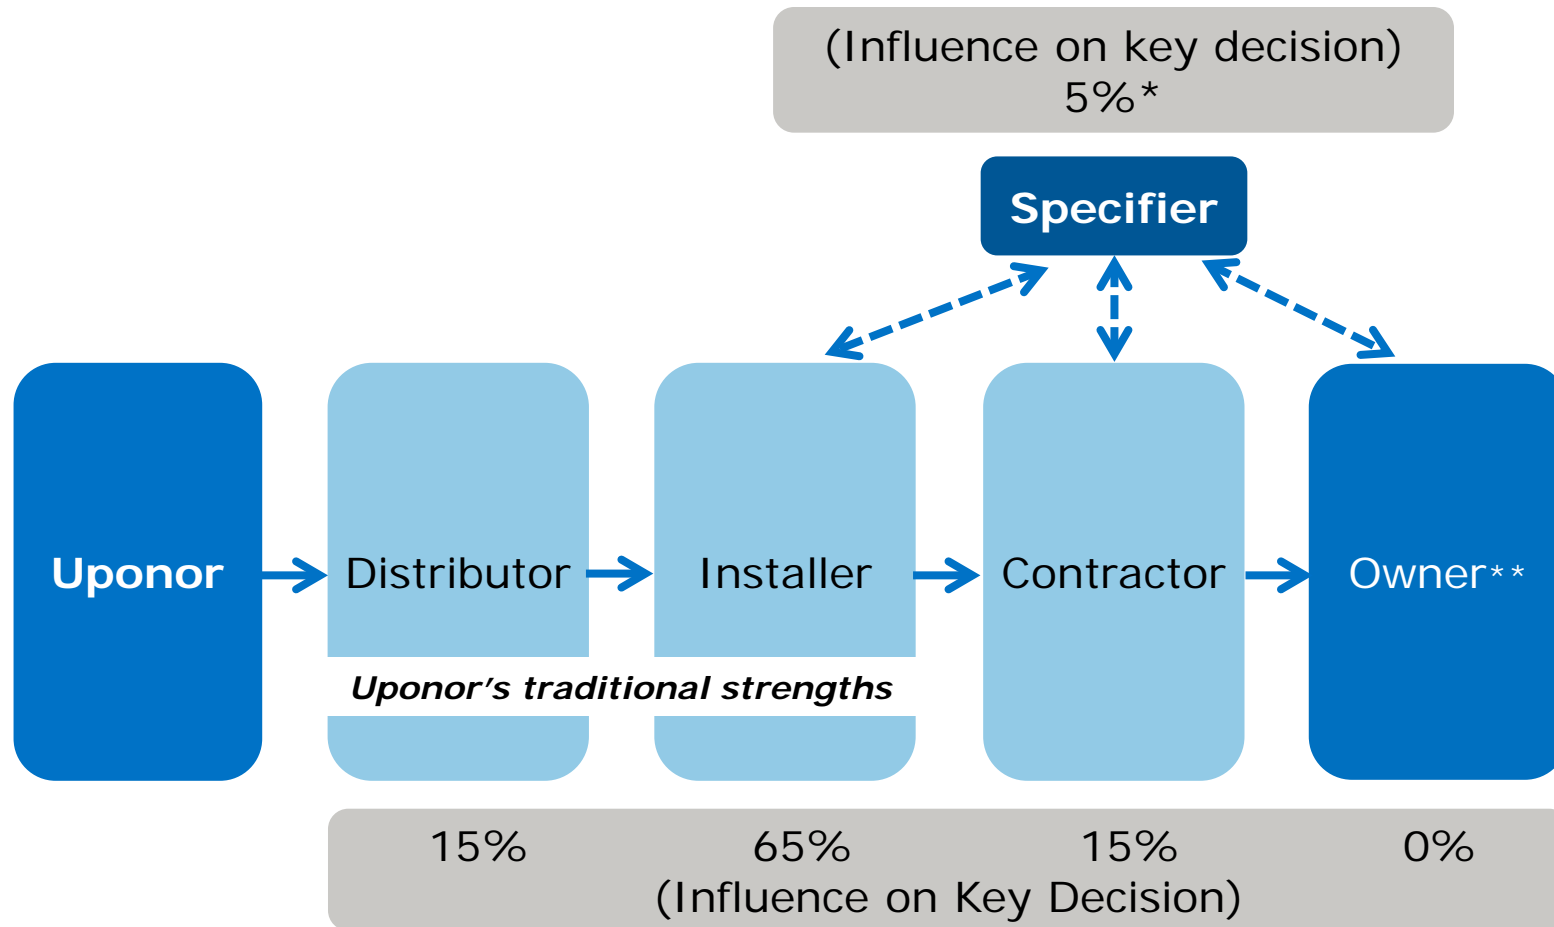 (Influence on key decision)
5%*
Specifier
Uponor
Distributor
Installer
Contractor
Owner**
Uponor's traditional strengths
15% 65% 15% 0%
(Influence on Key Decision)